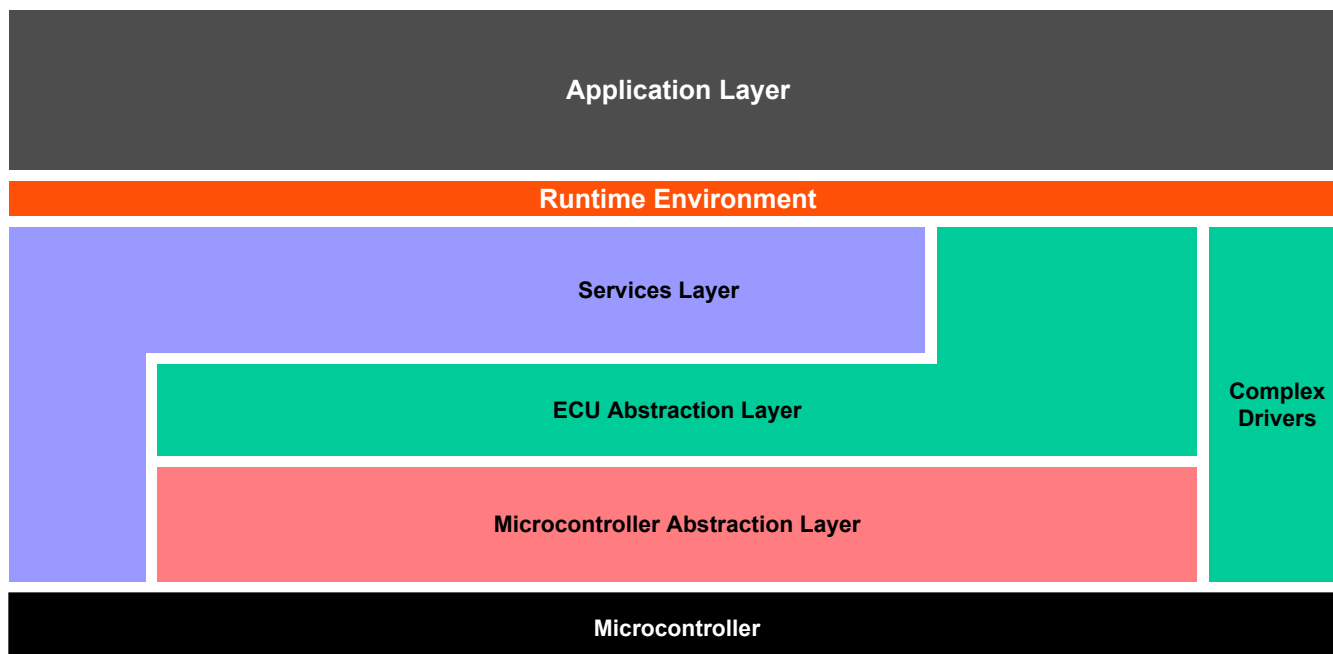 Application Layer
Runtime Environment
Services Layer
ECU Abstraction Layer
Complex
Drivers
Microcontroller Abstraction Layer
Microcontroller